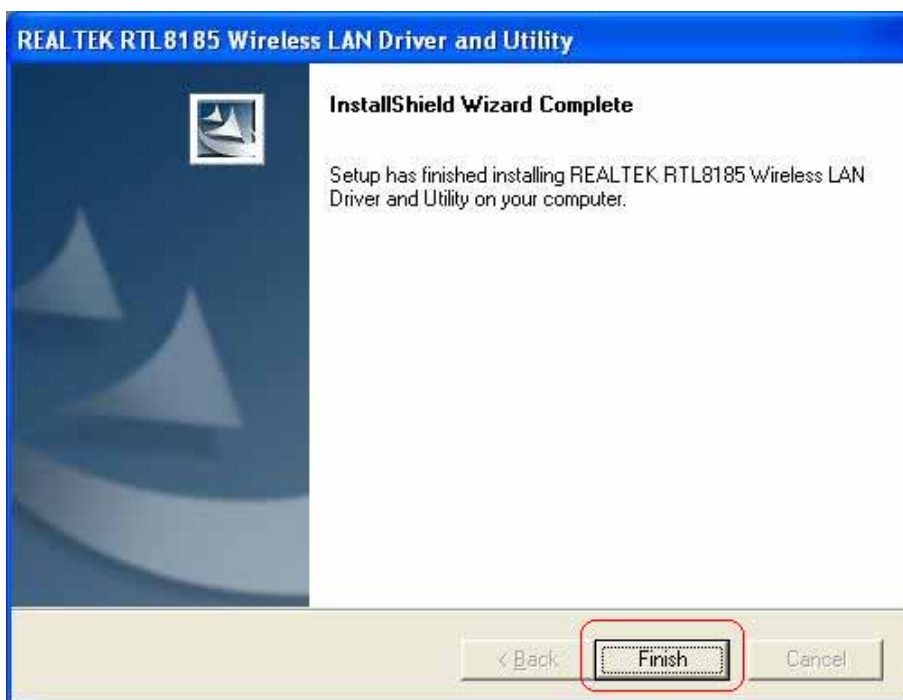 REALTEK RTL8185 Wireless LAN Driver and Utility
InstallShield Wizard Complete
Setup has finished installing REALTEK RTL8185 Wireless LAN
Driver and Utility on your computer.
< Back
Finish
Cancel